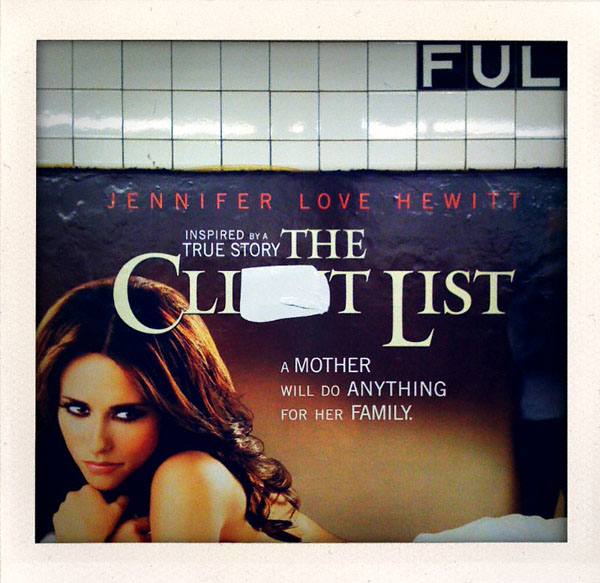 FUL
JENNIFER LOVE HEWITT
INSPIRED BY A
TRUE STORY THE
CLI T LIST
A MOTHER
WILL DO ANYTHING
FOR HER FAMILY.